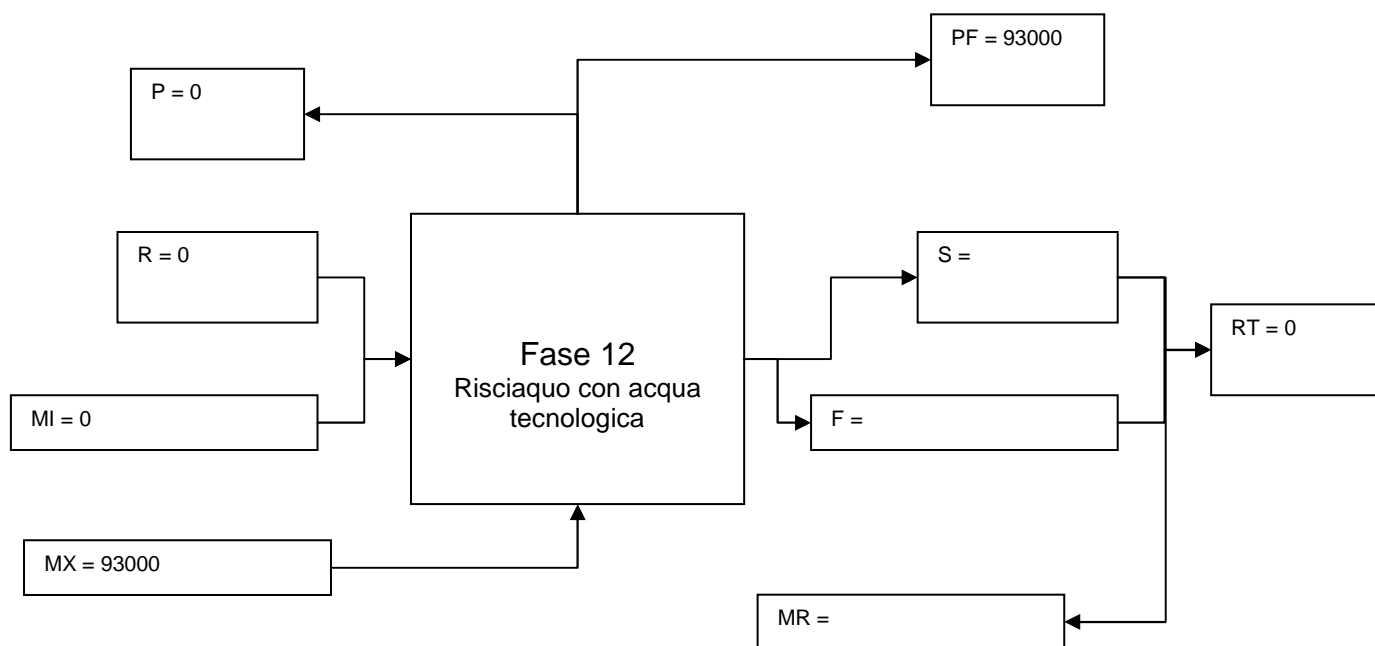 PF = 93000
P = 0
R = 0
S =
RT = 0
Fase 12
Risciaquo con acqua
tecnologica
MI = 0
F =
MX = 93000
MR =